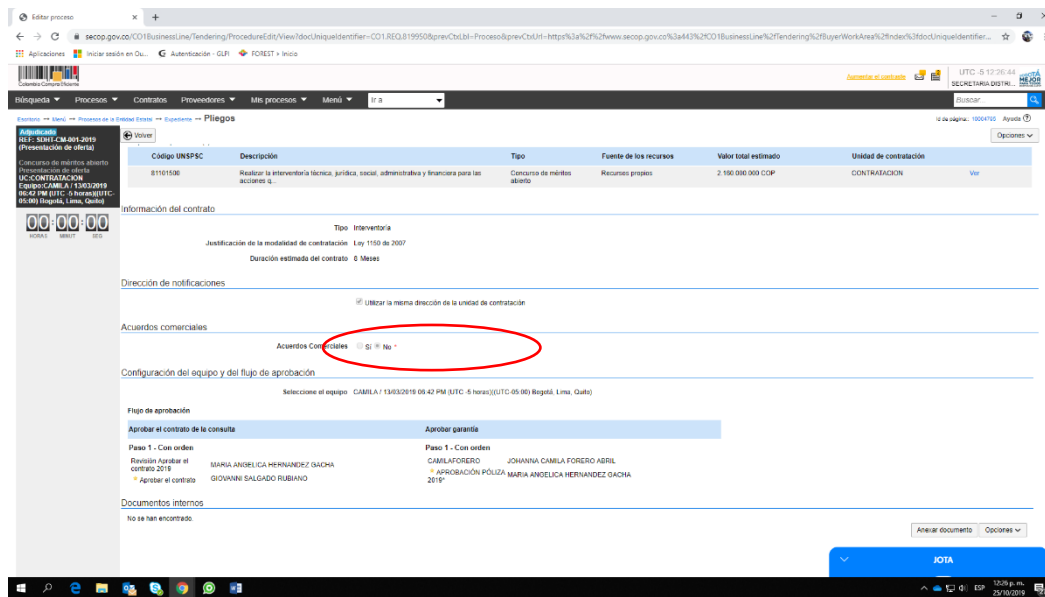 Editar proceso
secop.gov.co/CO1BusinessLine/Tendering/ProcedureEdit/View?docUniqueIdentifier=CO1.REQ.819950&prevCtxLbl=Proceso&prevCtxUrl=https%3a%2f%2fwww.secop.gov.co%3a443%2fCO1BusinessLine%2fTendering%2fBuyerWorkArea%2fIndex%3fdocUniqueIdentifier...
Aplicaciones Iniciar sesión en Ou... Autenticación - GLPI FOREST > Inicio
Colombia Compra Eficiente
Aumentar el contraste
UTC -5 12:26:44
SECRETARIA DISTRI...
BOGOTÁ MEJOR PARA TODOS
Búsqueda Procesos Contratos Proveedores Mis procesos Menú Ir a Buscar...
Escritorio → Menú → Procesos de la Entidad Estatal → Expediente → Pliegos
Id de página:: 10004793 Ayuda
Adjudicado
REF: SDHT-CM-001-2019
(Presentación de oferta)
Concurso de méritos abierto
Presentación de oferta
UC:CONTRATACION
Equipo:CAMILA / 13/03/2019
06:42 PM (UTC -5 horas)((UTC-
05:00) Bogotá, Lima, Quito)
00:00:00
HORAS MINUT SEG
Volver
Opciones
Código UNSPSC Descripción Tipo Fuente de los recursos Valor total estimado Unidad de contratación
81101500 Realizar la interventoría técnica, jurídica, social, administrativa y financiera para las acciones q... Concurso de méritos abierto Recursos propios 2.160.000.000 COP CONTRATACION Ver
Información del contrato
Tipo Interventoría
Justificación de la modalidad de contratación Ley 1150 de 2007
Duración estimada del contrato 6 Meses
Dirección de notificaciones
Utilizar la misma dirección de la unidad de contratación
Acuerdos comerciales
Acuerdos Comerciales Sí No *
Configuración del equipo y del flujo de aprobación
Seleccione el equipo CAMILA / 13/03/2019 06:42 PM (UTC -5 horas)((UTC-05:00) Bogotá, Lima, Quito)
Flujo de aprobación
Aprobar el contrato de la consulta Aprobar garantía
Paso 1 - Con orden Paso 1 - Con orden
Revisión Aprobar el contrato 2019 MARIA ANGELICA HERNANDEZ GACHA CAMILAFORERO JOHANNA CAMILA FORERO ABRIL
* Aprobar el contrato GIOVANNI SALGADO RUBIANO * APROBACIÓN PÓLIZA 2019* MARIA ANGELICA HERNANDEZ GACHA
Documentos internos
No se han encontrado.
Anexar documento Opciones
JOTA
ESP 12:26 p. m.
25/10/2019